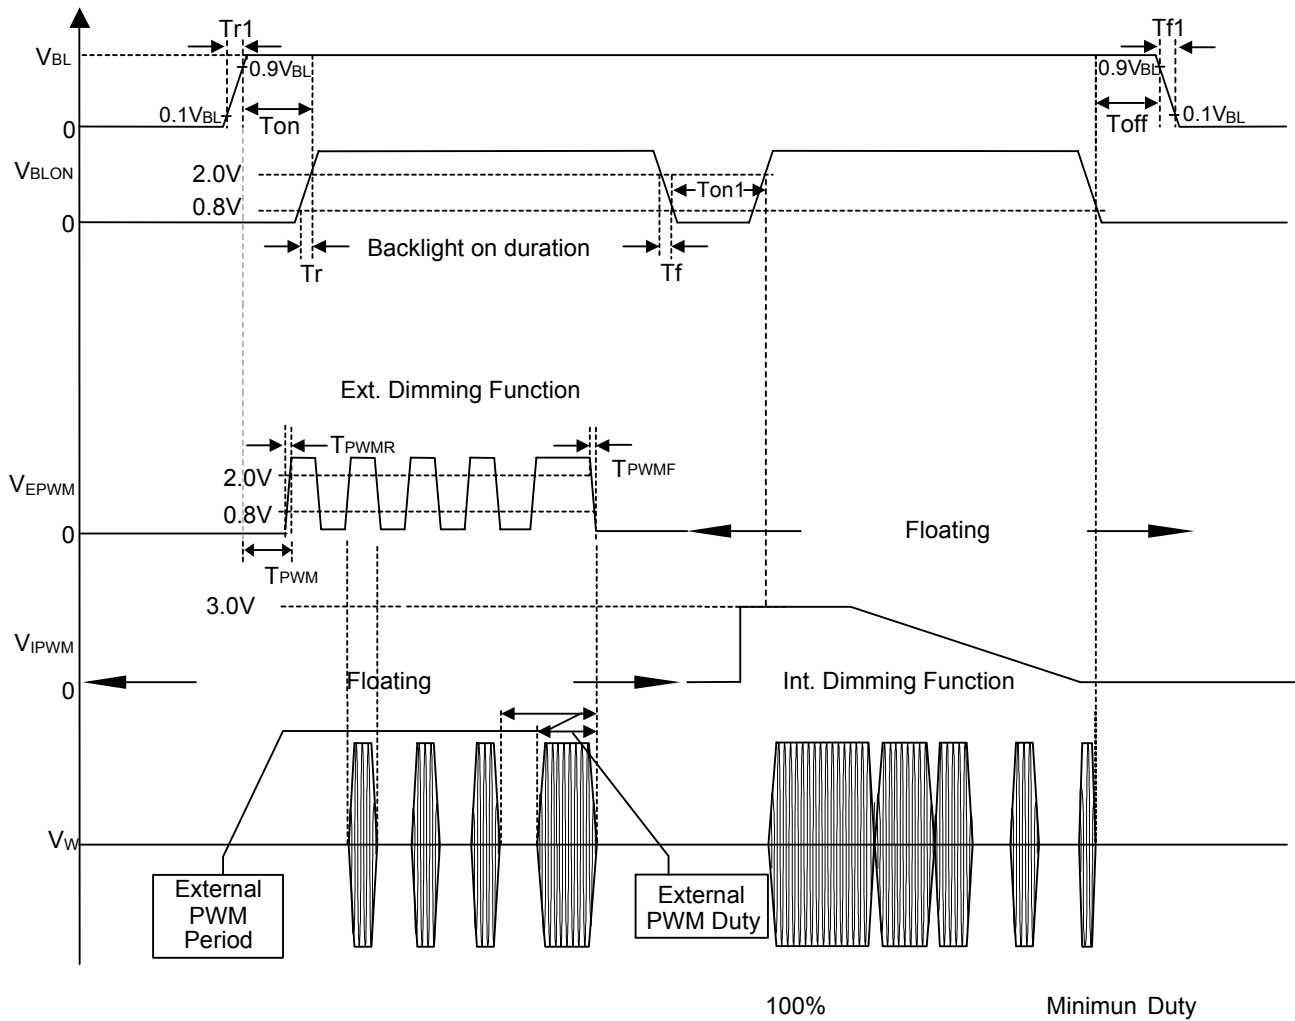 Tr1
Tf1
VBL
0.9VBL
0.9VBL
0.1VBL
Ton
Toff
0.1VBL
0
VBLON
2.0V
Ton1
0.8V
0
Backlight on duration
Tr
Tf
Ext. Dimming Function
TPWMR
TPWMF
2.0V
VEPWM
0.8V
0
Floating
TPWM
3.0V
VIPWM
0
Floating
Int. Dimming Function
VW
External
PWM
Period
External
PWM Duty
100%
Minimun Duty